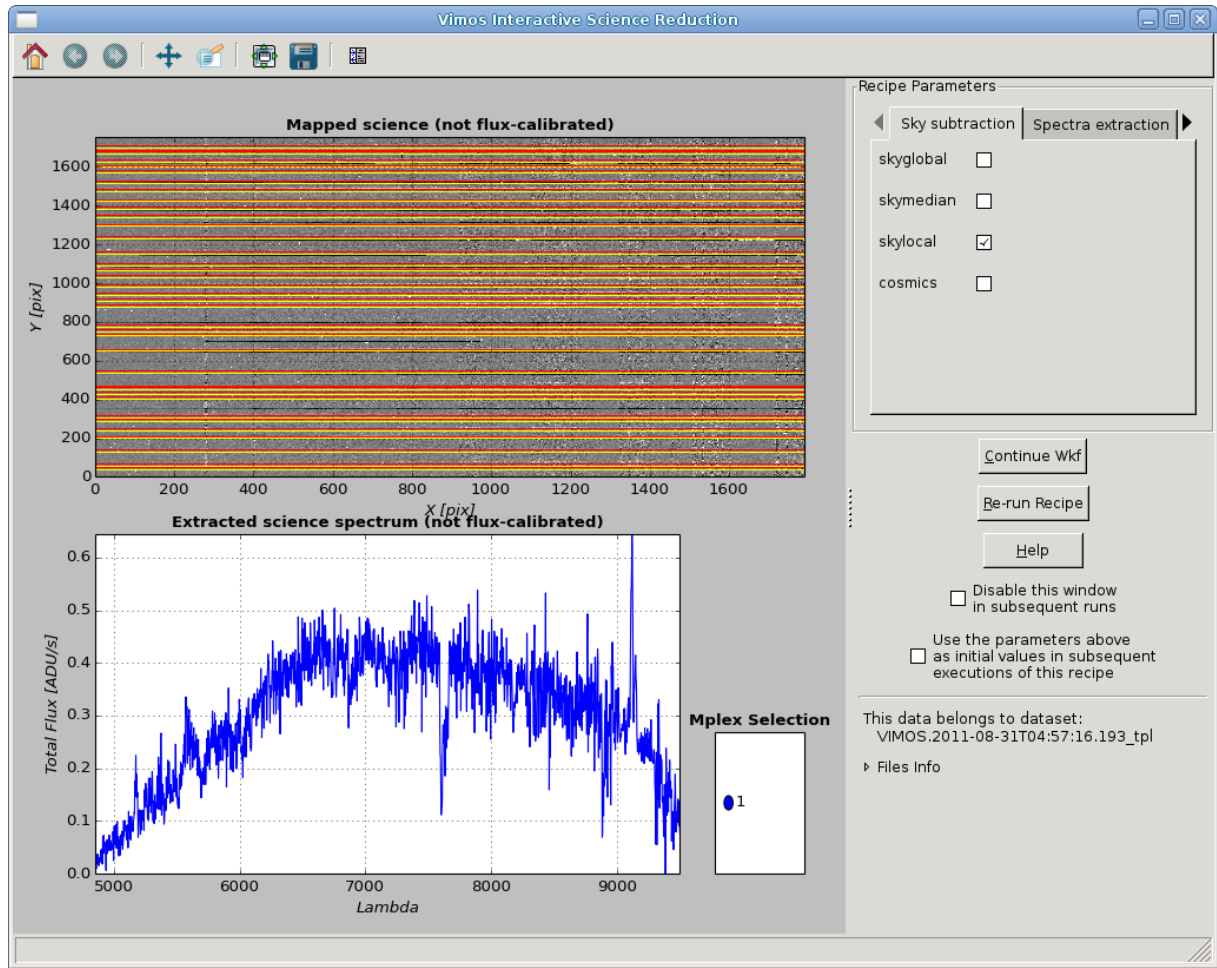 Vimos Interactive Science Reduction
Mapped science (not flux-calibrated)
1600
1400
1200
1000
800
600
400
200
0
Y [pix]
0 200 400 600 800 1000 1200 1400 1600
X [pix]
Extracted science spectrum (not flux-calibrated)
0.6
0.5
0.4
0.3
0.2
0.1
0.0
Total Flux [ADU/s]
5000 6000 7000 8000 9000
Lambda
Mplex Selection
1
Recipe Parameters
Sky subtraction Spectra extraction
skyglobal
skymedian
skylocal
cosmics
Continue Wkf
Re-run Recipe
Help
Disable this window
in subsequent runs
Use the parameters above
as initial values in subsequent
executions of this recipe
This data belongs to dataset:
VIMOS.2011-08-31T04:57:16.193_tpl
Files Info